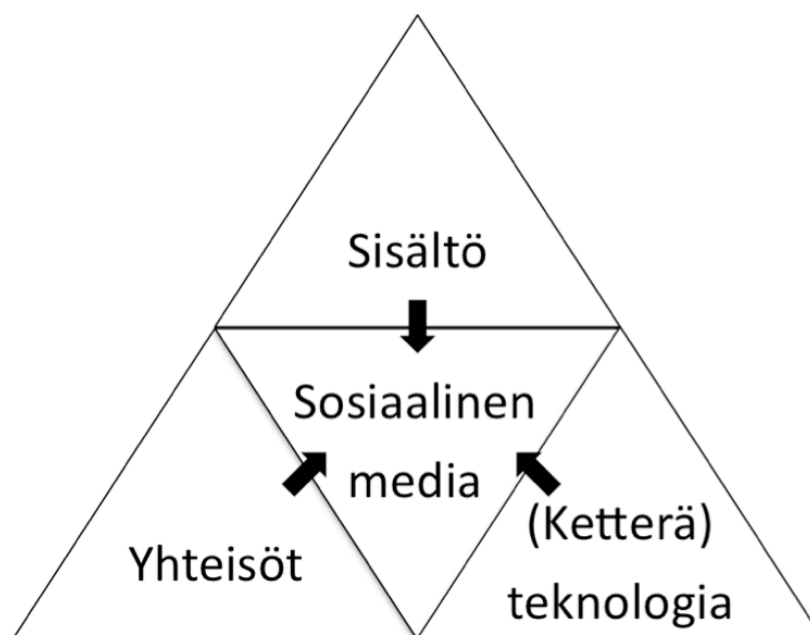 Sisältö
Sosiaalinen
media
Yhteisöt
(Ketterä)
teknologia